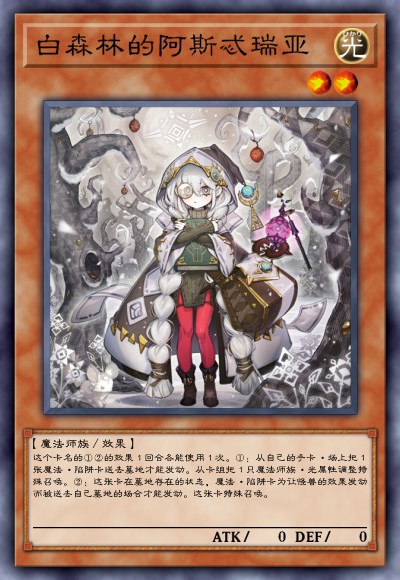 白森林的阿斯忒瑞亚
光
【魔法师族／效果】
这个卡名的①②的效果1回合各能使用1次。①：从自己的手卡·场上把1
张魔法·陷阱卡送去墓地才能发动。从卡组把1只魔法师族·光属性调整特
殊召唤。②：这张卡在墓地存在的状态，魔法·陷阱卡为让怪兽的效果发动
而被送去自己墓地的场合才能发动。这张卡特殊召唤。
ATK/ 0 DEF/ 0